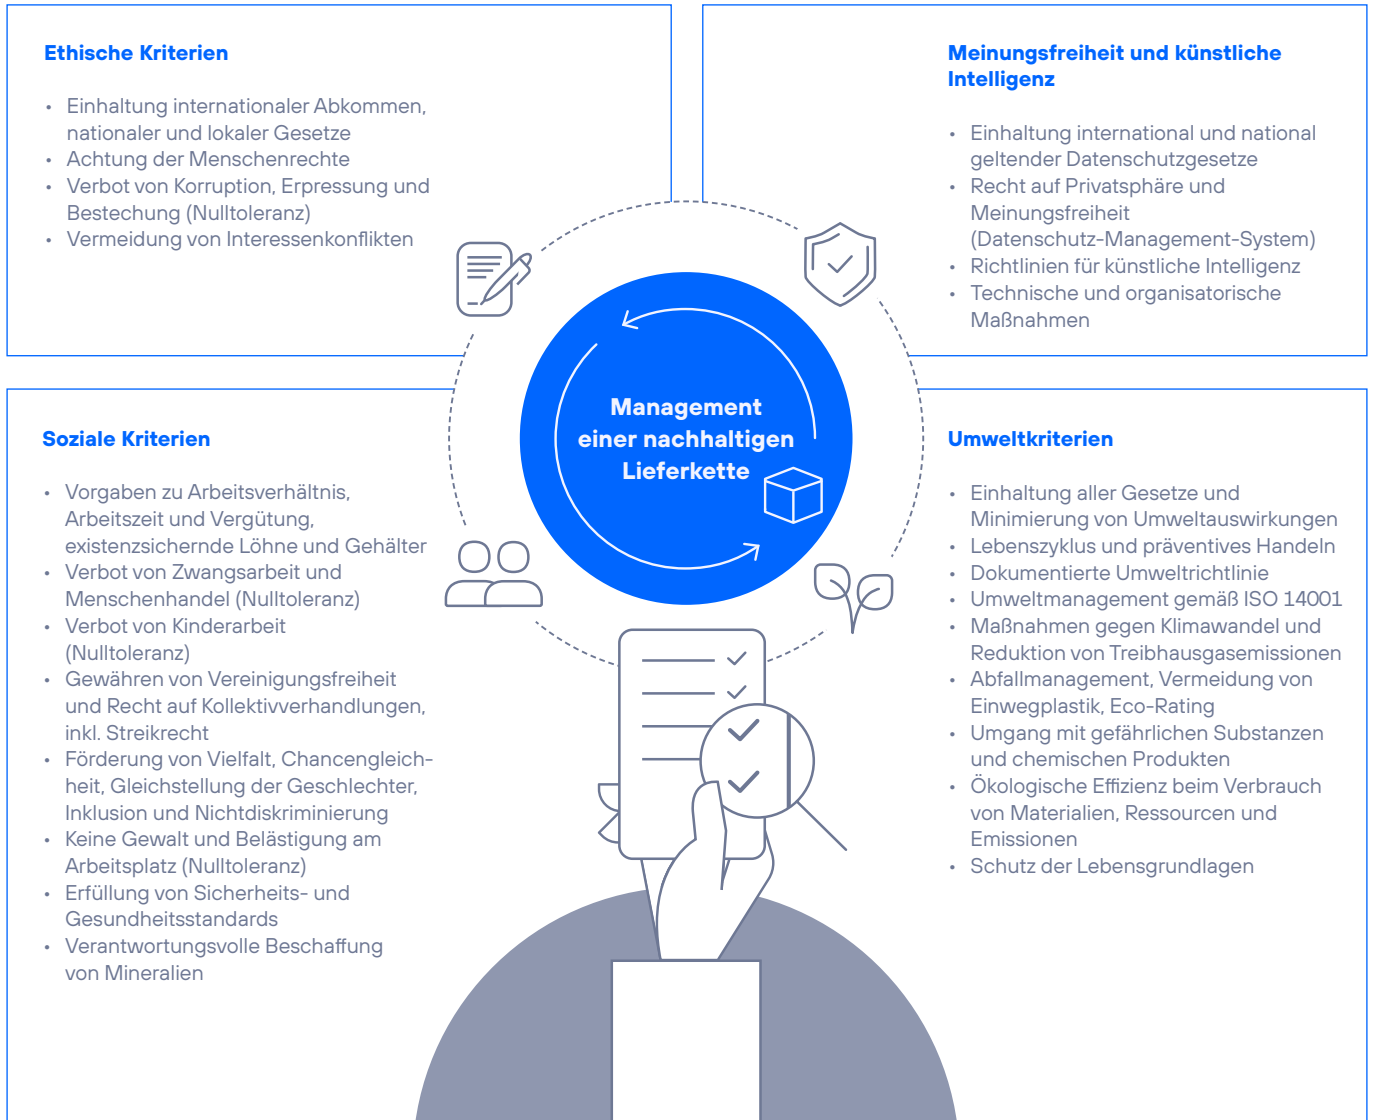 Ethische Kriterien
• Einhaltung internationaler Abkommen,
nationaler und lokaler Gesetze
• Achtung der Menschenrechte
• Verbot von Korruption, Erpressung und
Bestechung (Nulltoleranz)
• Vermeidung von Interessenkonflikten
Meinungsfreiheit und künstliche
Intelligenz
• Einhaltung international und national
geltender Datenschutzgesetze
• Recht auf Privatsphäre und
Meinungsfreiheit
(Datenschutz-Management-System)
• Richtlinien für künstliche Intelligenz
• Technische und organisatorische
Maßnahmen
Management
einer nachhaltigen
Lieferkette
Soziale Kriterien
• Vorgaben zu Arbeitsverhältnis,
Arbeitszeit und Vergütung,
existenzsichernde Löhne und Gehälter
• Verbot von Zwangsarbeit und
Menschenhandel (Nulltoleranz)
• Verbot von Kinderarbeit
(Nulltoleranz)
• Gewähren von Vereinigungsfreiheit
und Recht auf Kollektivverhandlungen,
inkl. Streikrecht
• Förderung von Vielfalt, Chancengleich-
heit, Gleichstellung der Geschlechter,
Inklusion und Nichtdiskriminierung
• Keine Gewalt und Belästigung am
Arbeitsplatz (Nulltoleranz)
• Erfüllung von Sicherheits- und
Gesundheitsstandards
• Verantwortungsvolle Beschaffung
von Mineralien
Umweltkriterien
• Einhaltung aller Gesetze und
Minimierung von Umweltauswirkungen
• Lebenszyklus und präventives Handeln
• Dokumentierte Umweltrichtlinie
• Umweltmanagement gemäß ISO 14001
• Maßnahmen gegen Klimawandel und
Reduktion von Treibhausgasemissionen
• Abfallmanagement, Vermeidung von
Einwegplastik, Eco-Rating
• Umgang mit gefährlichen Substanzen
und chemischen Produkten
• Ökologische Effizienz beim Verbrauch
von Materialien, Ressourcen und
Emissionen
• Schutz der Lebensgrundlagen